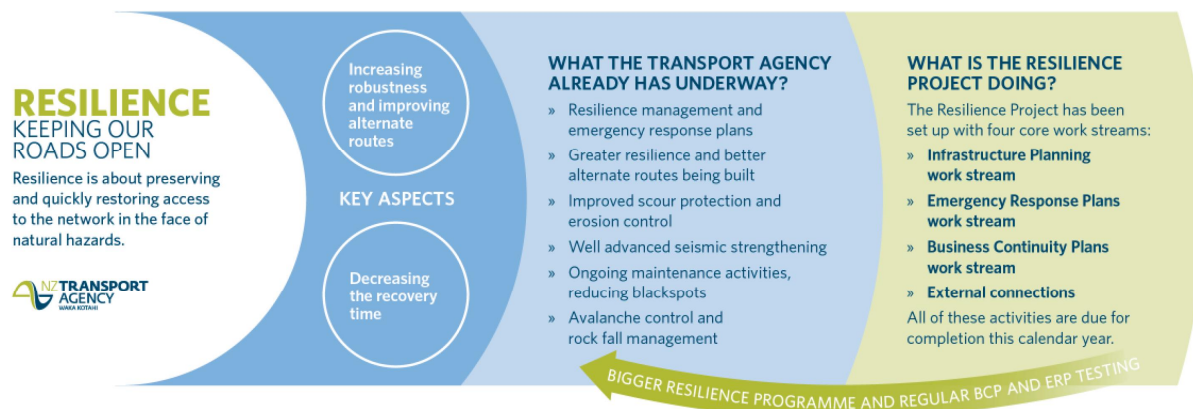 RESILIENCE
KEEPING OUR
ROADS OPEN
Resilience is about preserving
and quickly restoring access
to the network in the face of
natural hazards.
NZ TRANSPORT
AGENCY
WAKA KOTAHI
Increasing
robustness
and improving
alternate
routes
KEY ASPECTS
Decreasing
the recovery
time
WHAT THE TRANSPORT AGENCY
ALREADY HAS UNDERWAY?
» Resilience management and
emergency response plans
» Greater resilience and better
alternate routes being built
» Improved scour protection and
erosion control
» Well advanced seismic strengthening
» Ongoing maintenance activities,
reducing blackspots
» Avalanche control and
rock fall management
WHAT IS THE RESILIENCE
PROJECT DOING?
The Resilience Project has been
set up with four core work streams:
» Infrastructure Planning
work stream
» Emergency Response Plans
work stream
» Business Continuity Plans
work stream
» External connections
All of these activities are due for
completion this calendar year.
BIGGER RESILIENCE PROGRAMME AND REGULAR BCP AND ERP TESTING